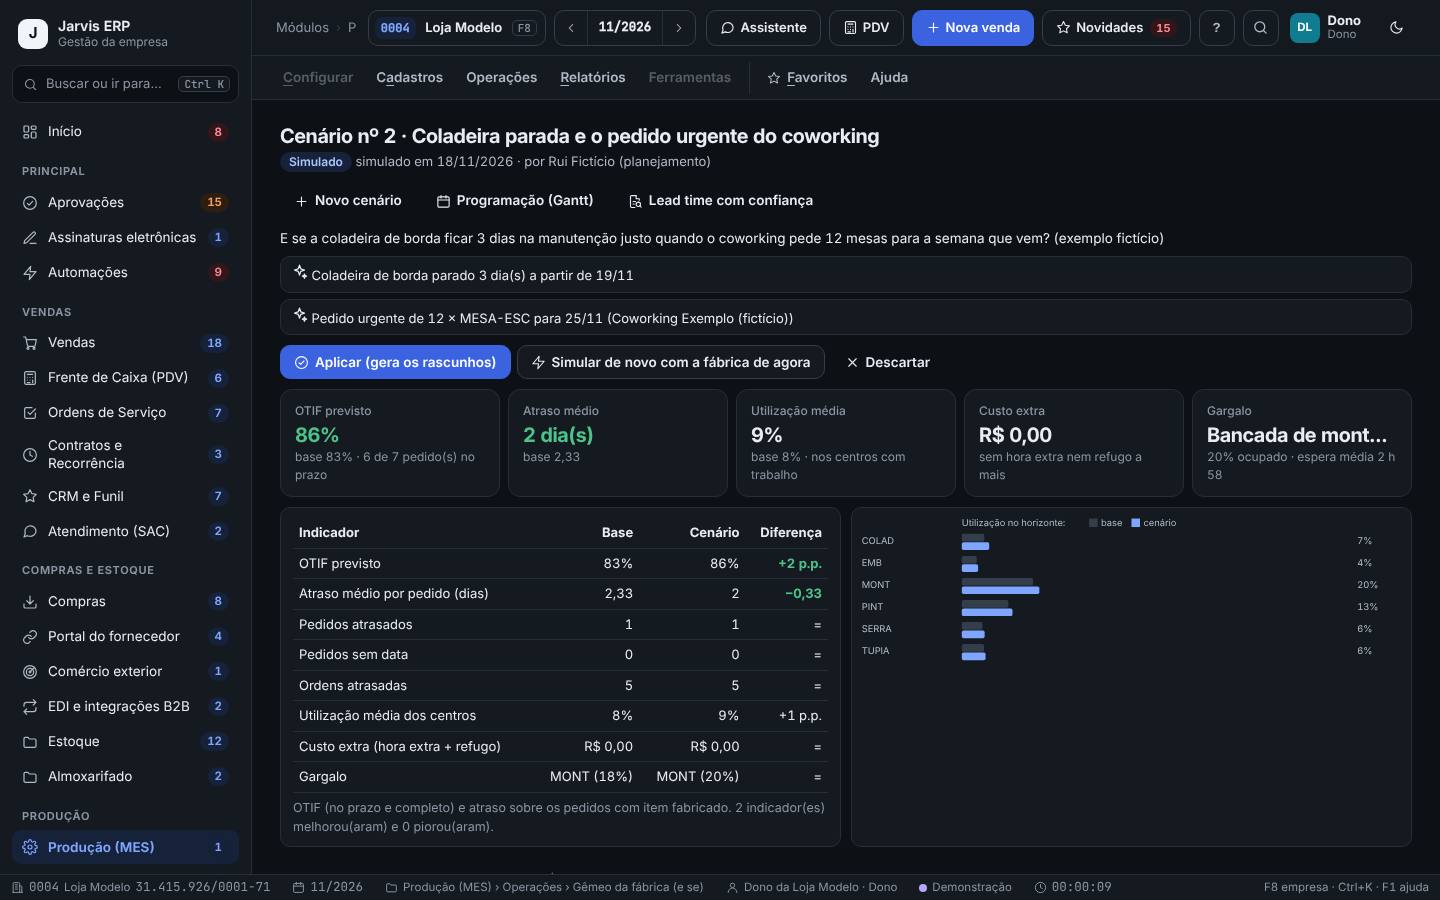 J
Jarvis ERP
Gestão da empresa
Buscar ou ir para... Ctrl K
Início 8
PRINCIPAL
Aprovações 15
Assinaturas eletrônicas 1
Automações 9
VENDAS
Vendas 18
Frente de Caixa (PDV) 6
Ordens de Serviço 7
Contratos e
Recorrência 3
CRM e Funil 7
Atendimento (SAC) 2
COMPRAS E ESTOQUE
Compras 8
Portal do fornecedor 4
Comércio exterior 1
EDI e integrações B2B 2
Estoque 12
Almoxarifado 2
PRODUÇÃO
Produção (MES) 1
Módulos › P 0004 Loja Modelo F8 ‹ 11/2026 › Assistente PDV + Nova venda Novidades 15 ? DL Dono
Dono
Configurar Cadastros Operações Relatórios Ferramentas Favoritos Ajuda
Cenário nº 2 · Coladeira parada e o pedido urgente do coworking
Simulado simulado em 18/11/2026 · por Rui Fictício (planejamento)
+ Novo cenário Programação (Gantt) Lead time com confiança
E se a coladeira de borda ficar 3 dias na manutenção justo quando o coworking pede 12 mesas para a semana que vem? (exemplo fictício)
Coladeira de borda parado 3 dia(s) a partir de 19/11
Pedido urgente de 12 × MESA-ESC para 25/11 (Coworking Exemplo (fictício))
Aplicar (gera os rascunhos) Simular de novo com a fábrica de agora × Descartar
OTIF previsto
86%
base 83% · 6 de 7 pedido(s) no
prazo
Atraso médio
2 dia(s)
base 2,33
Utilização média
9%
base 8% · nos centros com
trabalho
Custo extra
R$ 0,00
sem hora extra nem refugo a
mais
Gargalo
Bancada de mont...
20% ocupado · espera média 2 h
58
Indicador Base Cenário Diferença
OTIF previsto 83% 86% +2 p.p.
Atraso médio por pedido (dias) 2,33 2 −0,33
Pedidos atrasados 1 1 =
Pedidos sem data 0 0 =
Ordens atrasadas 5 5 =
Utilização média dos centros 8% 9% +1 p.p.
Custo extra (hora extra + refugo) R$ 0,00 R$ 0,00 =
Gargalo MONT (18%) MONT (20%) =
OTIF (no prazo e completo) e atraso sobre os pedidos com item fabricado. 2 indicador(es)
melhorou(aram) e 0 piorou(aram).
Utilização no horizonte: base cenário
COLAD 7%
EMB 4%
MONT 20%
PINT 13%
SERRA 6%
TUPIA 6%
0004 Loja Modelo 31.415.926/0001-71 11/2026 Produção (MES) › Operações › Gêmeo da fábrica (e se) Dono da Loja Modelo · Dono Demonstração 00:00:09 F8 empresa · Ctrl+K · F1 ajuda